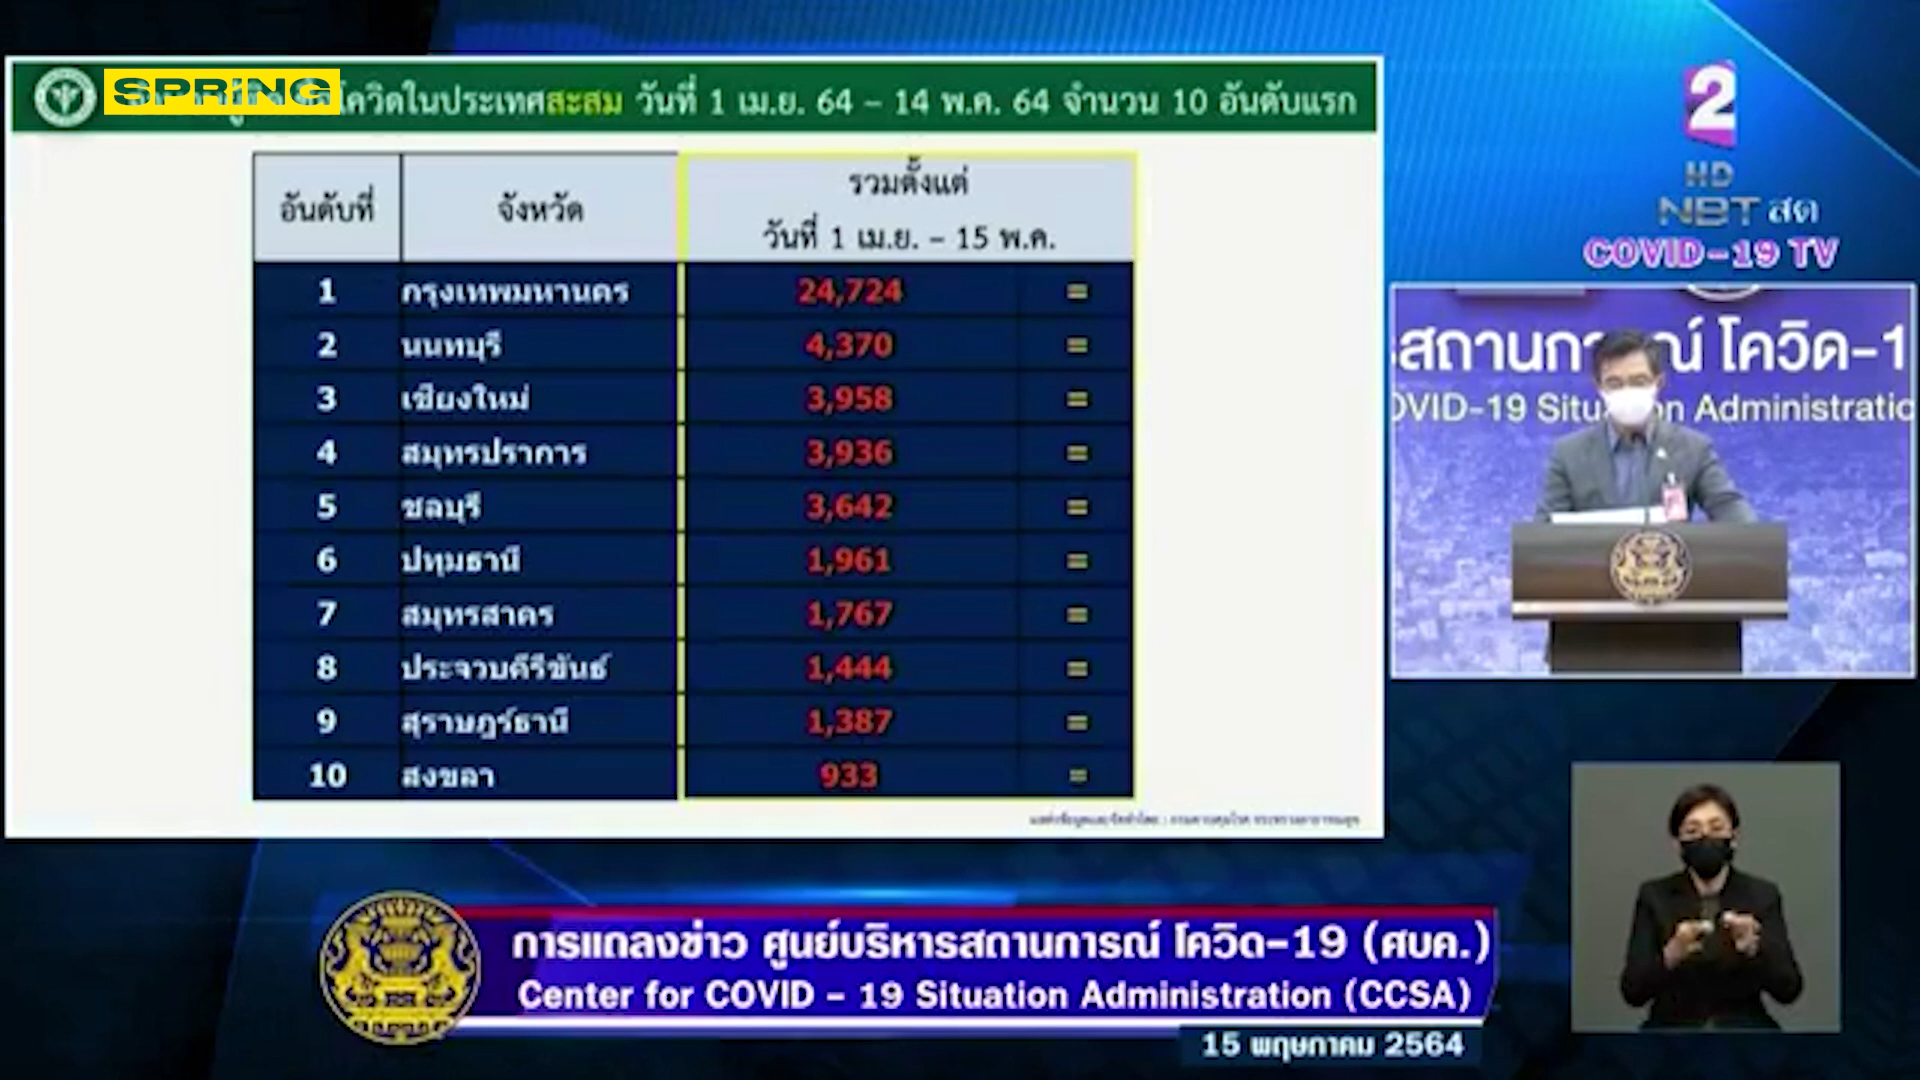 SPRiNG
โควิดในประเทศสะสม วันที่ 1 เม.ย. 64 – 14 พ.ค. 64 จำนวน 10 อันดับแรก
อันดับที่ จังหวัด รวมตั้งแต่
วันที่ 1 เม.ย. – 15 พ.ค.
1 กรุงเทพมหานคร 24,724 =
2 นนทบุรี 4,370 =
3 เชียงใหม่ 3,958 =
4 สมุทรปราการ 3,936 =
5 ชลบุรี 3,642 =
6 ปทุมธานี 1,961 =
7 สมุทรสาคร 1,767 =
8 ประจวบคีรีขันธ์ 1,444 =
9 สุราษฎร์ธานี 1,387 =
10 สงขลา 933 =
2
HD
NBT สด
COVID-19 TV
สถานการณ์ โควิด-1
OVID-19 Situation Administratio
การแถลงข่าว ศูนย์บริหารสถานการณ์ โควิด-19 (ศบค.)
Center for COVID - 19 Situation Administration (CCSA)
15 พฤษภาคม 2564